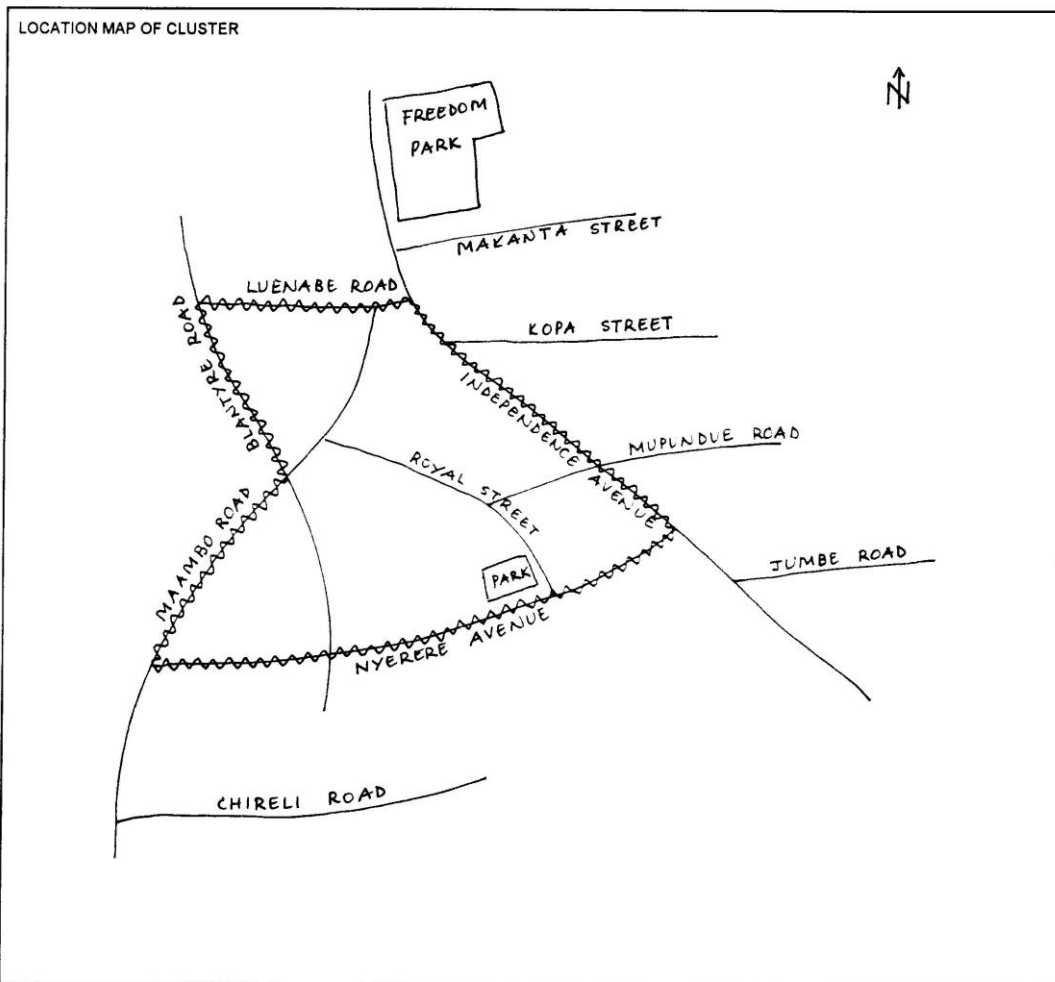 LOCATION MAP OF CLUSTER
N
FREEDOM
PARK
MAKANTA STREET
LUENABE ROAD
KOPA STREET
BLANTYRE ROAD
INDEPENDENCE AVENUE
MUPUNDUE ROAD
ROYAL STREET
MAAMBO ROAD
JUMBE ROAD
PARK
NYERERE AVENUE
CHIRELI ROAD